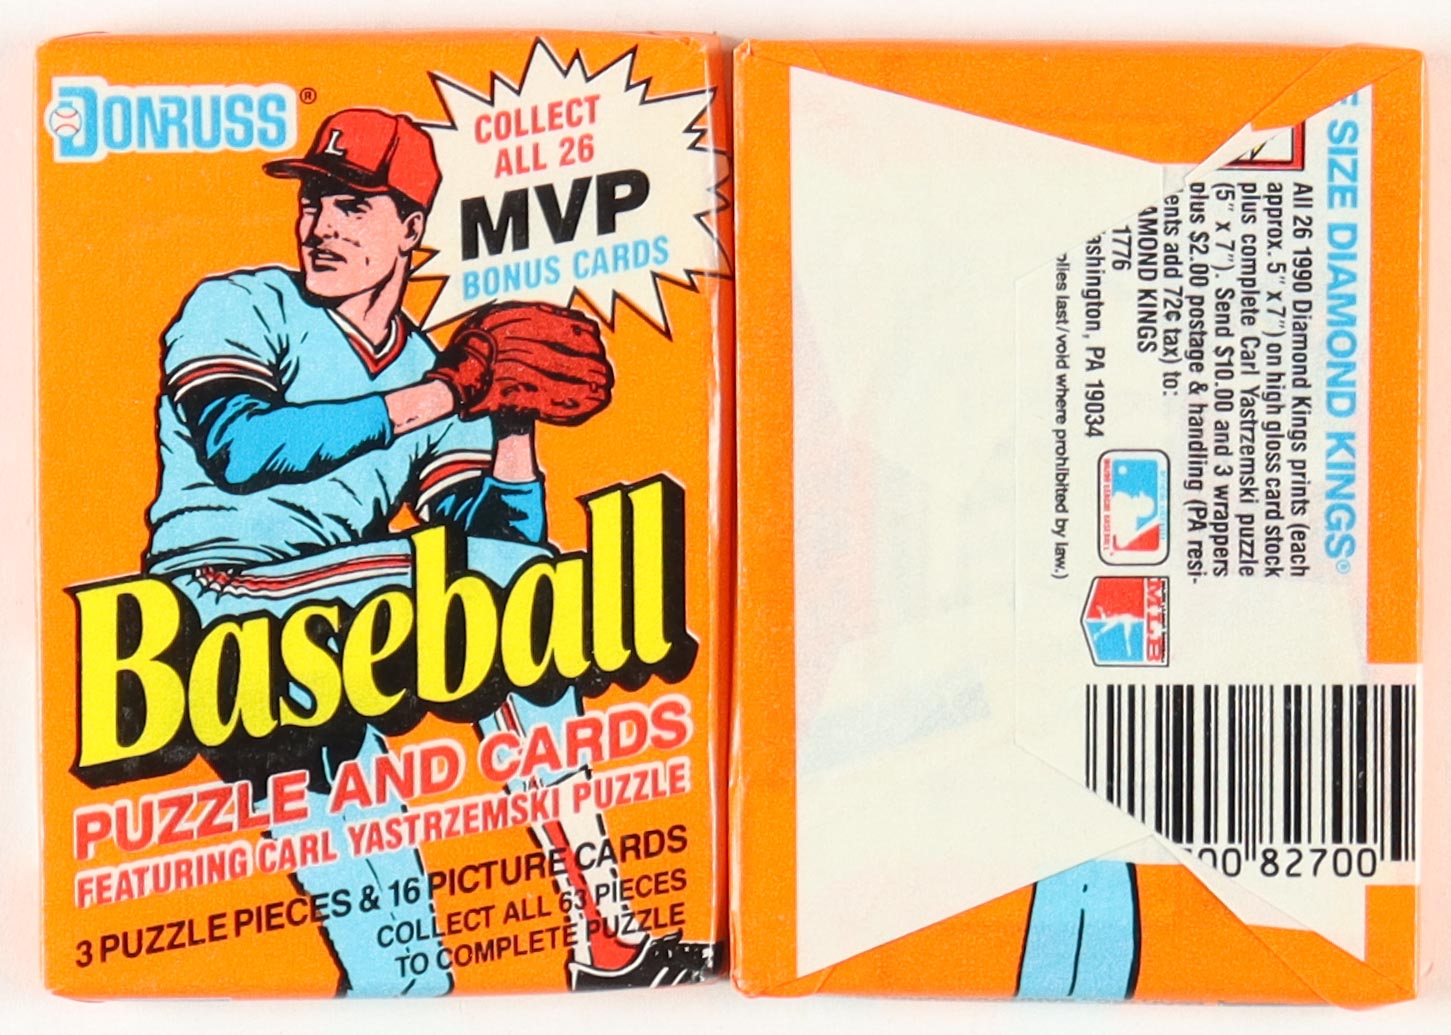 DONRUSS®
L
COLLECT
ALL 26
MVP
BONUS CARDS
Baseball
PUZZLE AND CARDS
FEATURING CARL YASTRZEMSKI PUZZLE
3 PUZZLE PIECES & 16 PICTURE CARDS
COLLECT ALL 63 PIECES
TO COMPLETE PUZZLE
SIZE DIAMOND KINGS®
All 26 1990 Diamond Kings prints (each
approx. 5" x 7") on high gloss card stock
plus complete Carl Yastrzemski puzzle
(5" x 7"). Send $10.00 and 3 wrappers
plus $2.00 postage & handling (PA resi-
ents add 72¢ tax) to:
AMOND KINGS
1776
ashington, PA 19034
plies last/void where prohibited by law.)
MAJOR LEAGUE BASEBALL
MLB
00 82700